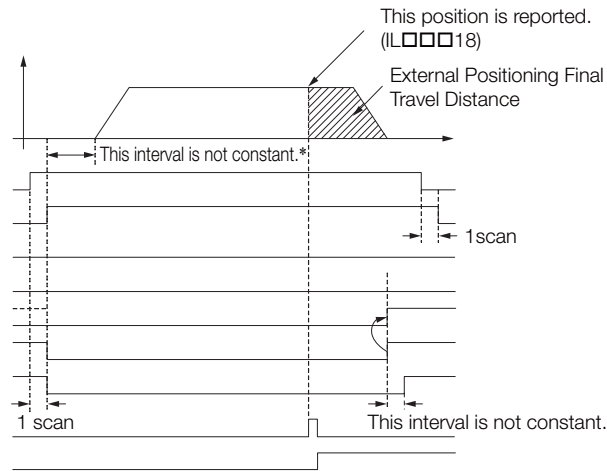 This position is reported.
(IL□□□18)
External Positioning Final
Travel Distance
This interval is not constant.*
1scan
1 scan
This interval is not constant.